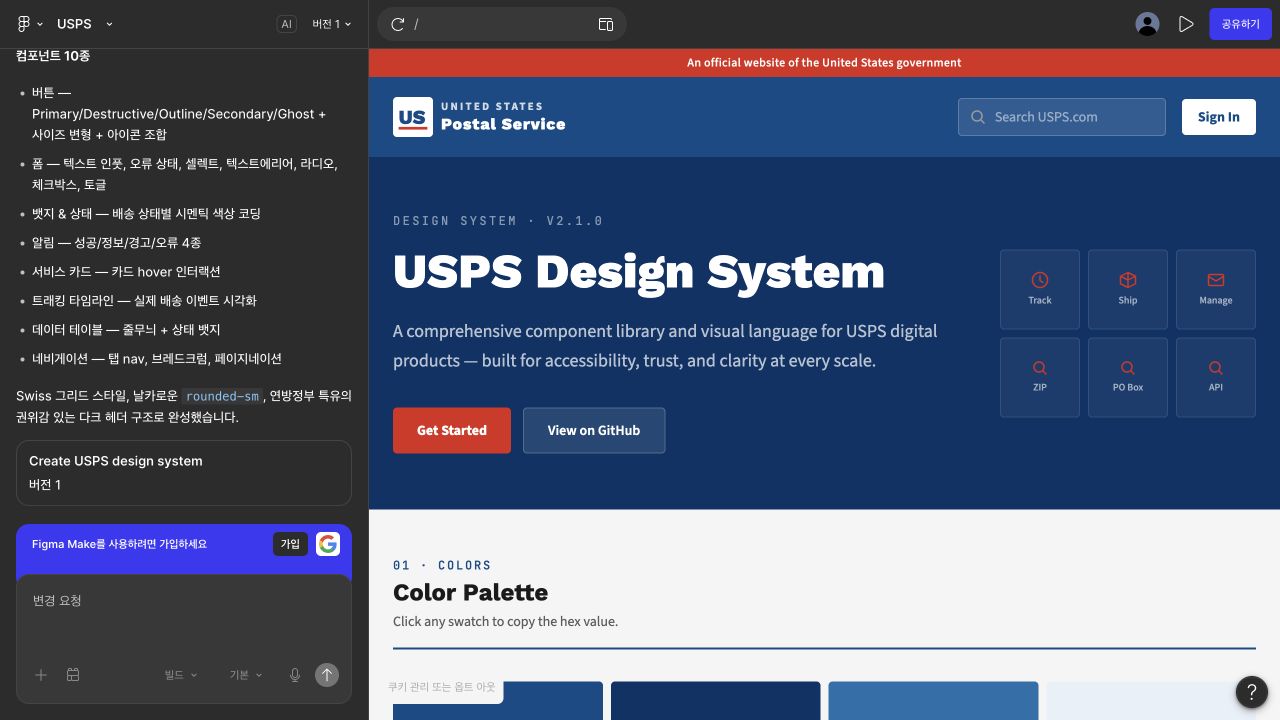 USPS
AI
버전 1
/
공유하기
컴포넌트 10종
버튼 —
Primary/Destructive/Outline/Secondary/Ghost +
사이즈 변형 + 아이콘 조합
폼 — 텍스트 인풋, 오류 상태, 셀렉트, 텍스트에리어, 라디오,
체크박스, 토글
뱃지 & 상태 — 배송 상태별 시멘틱 색상 코딩
알림 — 성공/정보/경고/오류 4종
서비스 카드 — 카드 hover 인터랙션
트래킹 타임라인 — 실제 배송 이벤트 시각화
데이터 테이블 — 줄무늬 + 상태 뱃지
네비게이션 — 탭 nav, 브레드크럼, 페이지네이션
Swiss 그리드 스타일, 날카로운 rounded-sm, 연방정부 특유의
권위감 있는 다크 헤더 구조로 완성했습니다.
Create USPS design system
버전 1
Figma Make를 사용하려면 가입하세요
가입
변경 요청
빌드
기본
An official website of the United States government
US
UNITED STATES
Postal Service
Search USPS.com
Sign In
DESIGN SYSTEM · V2.1.0
USPS Design System
A comprehensive component library and visual language for USPS digital
products — built for accessibility, trust, and clarity at every scale.
Get Started
View on GitHub
Track
Ship
Manage
ZIP
PO Box
API
01 · COLORS
Color Palette
Click any swatch to copy the hex value.
쿠키 관리 또는 옵트 아웃
?